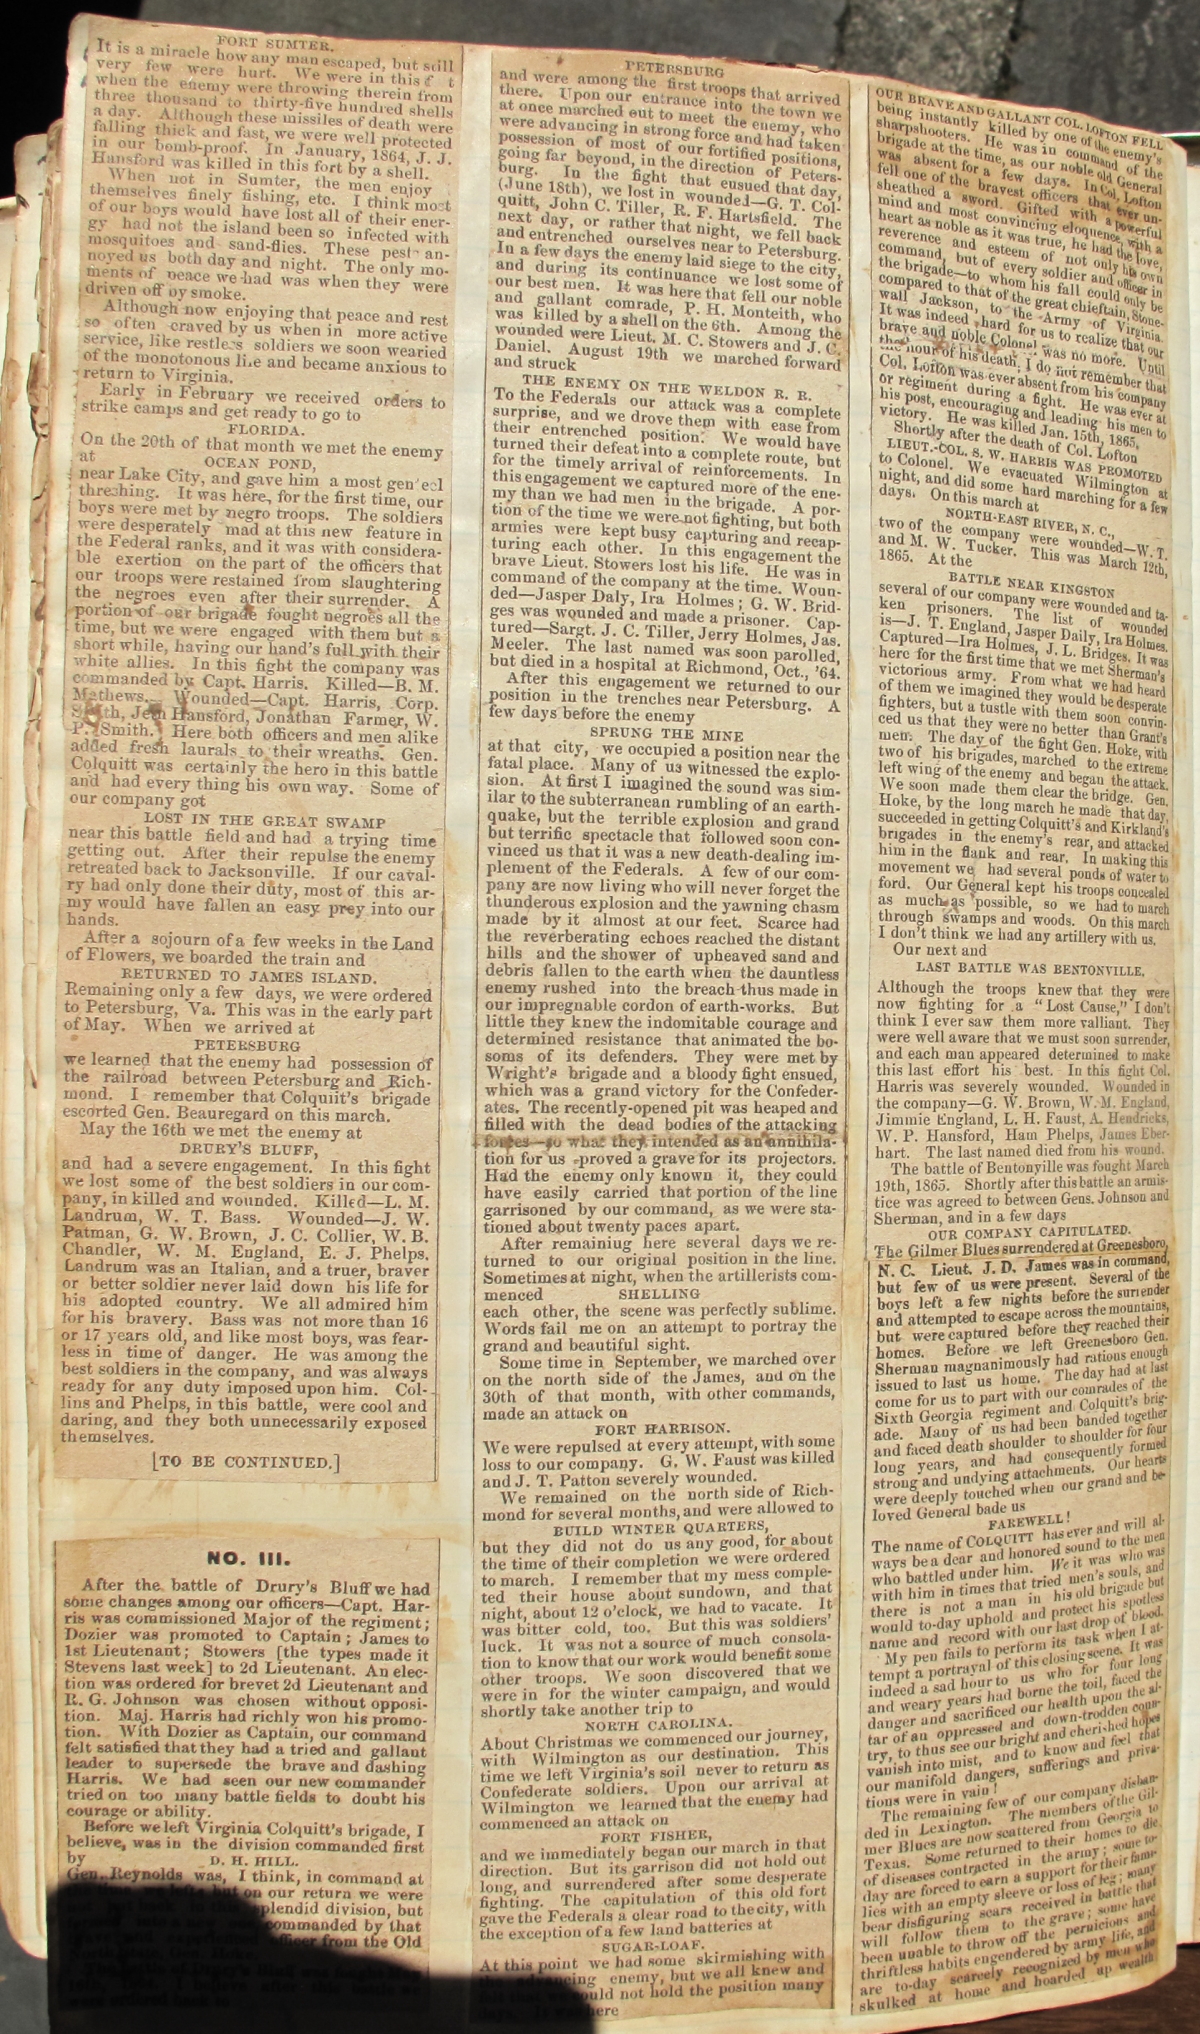 FORT SUMTER.
It is a miracle how any man escaped, but still
very few were hurt. We were in this f t
when the enemy were throwing therein from
three thousand to thirty-five hundred shells
a day. Although these missiles of death were
falling thick and fast, we were well protected
in our bomb-proof. In January, 1864, J. J.
Hansford was killed in this fort by a shell.
When not in Sumter, the men enjoy
themselves finely fishing, etc. I think most
of our boys would have lost all of their ener-
gy had not the island been so infected with
mosquitoes and sand-flies. These pests an-
noyed us both day and night. The only mo-
ments of peace we had was when they were
driven off by smoke.
Although now enjoying that peace and rest
so often craved by us when in more active
service, like restless soldiers we soon wearied
of the monotonous life and became anxious to
return to Virginia.
Early in February we received orders to
strike camps and get ready to go to
FLORIDA.
On the 20th of that month we met the enemy
at
OCEAN POND,
near Lake City, and gave him a most gen'eal
threshing. It was here, for the first time, our
boys were met by negro troops. The soldiers
were desperately mad at this new feature in
the Federal ranks, and it was with considera-
ble exertion on the part of the officers that
our troops were restained from slaughtering
the negroes even after their surrender. A
portion of our brigade fought negroes all the
time, but we were engaged with them but a
short while, having our hand's full with their
white allies. In this fight the company was
commanded by Capt. Harris. Killed—B. M.
Mathews. Wounded—Capt. Harris, Corp.
Smith, Jeff Hansford, Jonathan Farmer, W.
P. Smith. Here both officers and men alike
added fresh laurals to their wreaths. Gen.
Colquitt was certainly the hero in this battle
and had every thing his own way. Some of
our company got
LOST IN THE GREAT SWAMP
near this battle field and had a trying time
getting out. After their repulse the enemy
retreated back to Jacksonville. If our caval-
ry had only done their duty, most of this ar-
my would have fallen an easy prey into our
hands.
After a sojourn of a few weeks in the Land
of Flowers, we boarded the train and
RETURNED TO JAMES ISLAND.
Remaining only a few days, we were ordered
to Petersburg, Va. This was in the early part
of May. When we arrived at
PETERSBURG
we learned that the enemy had possession of
the railroad between Petersburg and Rich-
mond. I remember that Colquiit's brigade
escorted Gen. Beauregard on this march.
May the 16th we met the enemy at
DRURY'S BLUFF,
and had a severe engagement. In this fight
we lost some of the best soldiers in our com-
pany, in killed and wounded. Killed—L. M.
Landrum, W. T. Bass. Wounded—J. W.
Patman, G. W. Brown, J. C. Collier, W. B.
Chandler, W. M. England, E. J. Phelps.
Landrum was an Italian, and a truer, braver
or better soldier never laid down his life for
his adopted country. We all admired him
for his bravery. Bass was not more than 16
or 17 years old, and like most boys, was fear-
less in time of danger. He was among the
best soldiers in the company, and was always
ready for any duty imposed upon him. Col-
lins and Phelps, in this battle, were cool and
daring, and they both unnecessarily exposed
themselves.
[TO BE CONTINUED.]
NO. III.
After the battle of Drury's Bluff we had
some changes among our officers—Capt. Har-
ris was commissioned Major of the regiment;
Dozier was promoted to Captain; James to
1st Lieutenant; Stowers [the types made it
Stevens last week] to 2d Lieutenant. An elec-
tion was ordered for brevet 2d Lieutenant and
R. G. Johnson was chosen without opposi-
tion. Maj. Harris had richly won his promo-
tion. With Dozier as Captain, our command
felt satisfied that they had a tried and gallant
leader to supersede the brave and dashing
Harris. We had seen our new commander
tried on too many battle fields to doubt his
courage or ability.
Before we left Virginia Colquitt's brigade, I
believe, was in the division commanded first
by
D. H. HILL.
Gen. Reynolds was, I think, in command at
but on our return we were
splendid division, but
commanded by that
officer from the Old
PETERSBURG
and were among the first troops that arrived
there. Upon our entrance into the town we
at once marched out to meet the enemy, who
were advancing in strong force and had taken
possession of most of our fortified positions,
going far beyond, in the direction of Peters-
burg. In the fight that ensued that day,
(June 18th), we lost in wounded—G. T. Col-
quitt, John C. Tiller, R. F. Hartsfield. The
next day, or rather that night, we fell back
and entrenched ourselves near to Petersburg.
In a few days the enemy laid siege to the city,
and during its continuance we lost some of
our best men. It was here that fell our noble
and gallant comrade, P. H. Monteith, who
was killed by a shell on the 6th. Among the
wounded were Lieut. M. C. Stowers and J. C.
Daniel. August 19th we marched forward
and struck
THE ENEMY ON THE WELDON R. R.
To the Federals our attack was a complete
surprise, and we drove them with ease from
their entrenched position. We would have
turned their defeat into a complete route, but
for the timely arrival of reinforcements. In
this engagement we captured more of the ene-
my than we had men in the brigade. A por-
tion of the time we were not fighting, but both
armies were kept busy capturing and recap-
turing each other. In this engagement the
brave Lieut. Stowers lost his life. He was in
command of the company at the time. Woun-
ded—Jasper Daly, Ira Holmes; G. W. Brid-
ges was wounded and made a prisoner. Cap-
tured—Sargt. J. C. Tiller, Jerry Holmes, Jas.
Meeler. The last named was soon parolled,
but died in a hospital at Richmond, Oct., '64.
After this engagement we returned to our
position in the trenches near Petersburg. A
few days before the enemy
SPRUNG THE MINE
at that city, we occupied a position near the
fatal place. Many of us witnessed the explo-
sion. At first I imagined the sound was sim-
ilar to the subterranean rumbling of an earth-
quake, but the terrible explosion and grand
but terrific spectacle that followed soon con-
vinced us that it was a new death-dealing im-
plement of the Federals. A few of our com-
pany are now living who will never forget the
thunderous explosion and the yawning chasm
made by it almost at our feet. Scarce had
the reverberating echoes reached the distant
hills and the shower of upheaved sand and
debris fallen to the earth when the dauntless
enemy rushed into the breach thus made in
our impregnable cordon of earth-works. But
little they knew the indomitable courage and
determined resistance that animated the bo-
soms of its defenders. They were met by
Wright's brigade and a bloody fight ensued,
which was a grand victory for the Confeder-
ates. The recently-opened pit was heaped and
filled with the dead bodies of the attacking
forces—so what they intended as an annihila-
tion for us proved a grave for its projectors.
Had the enemy only known it, they could
have easily carried that portion of the line
garrisoned by our command, as we were sta-
tioned about twenty paces apart.
After remainiug here several days we re-
turned to our original position in the line.
Sometimes at night, when the artillerists com-
menced SHELLING
each other, the scene was perfectly sublime.
Words fail me on an attempt to portray the
grand and beautiful sight.
Some time in September, we marched over
on the north side of the James, and on the
30th of that month, with other commands,
made an attack on
FORT HARRISON.
We were repulsed at every attempt, with some
loss to our company. G. W. Faust was killed
and J. T. Patton severely wounded.
We remained on the north side of Rich-
mond for several months, and were allowed to
BUILD WINTER QUARTERS,
but they did not do us any good, for about
the time of their completion we were ordered
to march. I remember that my mess comple-
ted their house about sundown, and that
night, about 12 o'clock, we had to vacate. It
was bitter cold, too. But this was soldiers'
luck. It was not a source of much consola-
tion to know that our work would benefit some
other troops. We soon discovered that we
were in for the winter campaign, and would
shortly take another trip to
NORTH CAROLINA.
About Christmas we commenced our journey,
with Wilmington as our destination. This
time we left Virginia's soil never to return as
Confederate soldiers. Upon our arrival at
Wilmington we learned that the enemy had
commenced an attack on
FORT FISHER,
and we immediately began our march in that
direction. But its garrison did not hold out
long, and surrendered after some desperate
fighting. The capitulation of this old fort
gave the Federals a clear road to the city, with
the exception of a few land batteries at
SUGAR-LOAF.
At this point we had some skirmishing with
enemy, but we all knew and
could not hold the position many
here
OUR BRAVE AND GALLANT COL. LOFTON FELL
being instantly killed by one of the enemy's
sharpshooters. He was in command of the
brigade at the time, as our noble old General
was absent for a few days. In Col. Lofton
fell one of the bravest officers that ever un-
sheathed a sword. Gifted with a powerful
mind and most convincing eloquence, with a
heart as noble as it was true, he had the love,
reverence and esteem of not only his own
command, but of every soldier and officer in
the brigade—to whom his fall could only be
compared to that of the great chieftain, Stone-
wall Jackson, to the Army of Virginia.
It was indeed hard for us to realize that our
brave and noble Colonel was no more. Until
the hour of his death, I do not remember that
Col. Lofton was ever absent from his company
or regiment during a fight. He was ever at
his post, encouraging and leading his men to
victory. He was killed Jan. 15th, 1865.
Shortly after the death of Col. Lofton
LIEUT.-COL. S. W. HARRIS WAS PROMOTED
to Colonel. We evacuated Wilmington at
night, and did some hard marching for a few
days. On this march at
NORTH-EAST RIVER, N. C.,
two of the company were wounded—W. T.
and M. W. Tucker. This was March 12th,
1865. At the
BATTLE NEAR KINGSTON
several of our company were wounded and ta-
ken prisoners. The list of wounded
is—J. T. England, Jasper Daily, Ira Holmes.
Captured—Ira Holmes, J. L. Bridges. It was
here for the first time that we met Sherman's
victorious army. From what we had heard
of them we imagined they would be desperate
fighters, but a tustle with them soon convin-
ced us that they were no better than Grant's
men. The day of the fight Gen. Hoke, with
two of his brigades, marched to the extreme
left wing of the enemy and began the attack.
We soon made them clear the bridge. Gen.
Hoke, by the long march he made that day,
succeeded in getting Colquitt's and Kirkland's
brigades in the enemy's rear, and attacked
him in the flank and rear. In making this
movement we had several ponds of water to
ford. Our General kept his troops concealed
as much as possible, so we had to march
through swamps and woods. On this march
I don't think we had any artillery with us.
Our next and
LAST BATTLE WAS BENTONVILLE.
Although the troops knew that they were
now fighting for a "Lost Cause," I don't
think I ever saw them more valliant. They
were well aware that we must soon surrender,
and each man appeared determined to make
this last effort his best. In this fight Col.
Harris was severely wounded. Wounded in
the company—G. W. Brown, W. M. England,
Jimmie England, L. H. Faust, A. Hendricks,
W. P. Hansford, Ham Phelps, James Eber-
hart. The last named died from his wound.
The battle of Bentonville was fought March
19th, 1865. Shortly after this battle an armis-
tice was agreed to between Gens. Johnson and
Sherman, and in a few days
OUR COMPANY CAPITULATED.
The Gilmer Blues surrendered at Greenesboro,
N. C. Lieut. J. D. James was in command,
but few of us were present. Several of the
boys left a few nights before the surrender
and attempted to escape across the mountains,
but were captured before they reached their
homes. Before we left Greenesboro Gen.
Sherman magnanimously had rations enough
issued to last us home. The day had at last
come for us to part with our comrades of the
Sixth Georgia regiment and Colquitt's brig-
ade. Many of us had been banded together
and faced death shoulder to shoulder for four
long years, and had consequently formed
strong and undying attachments. Our hearts
were deeply touched when our grand and be-
loved General bade us
FAREWELL!
The name of COLQUITT has ever and will al-
ways be a dear and honored sound to the men
who battled under him. We it was who was
with him in times that tried men's souls, and
there is not a man in his old brigade but
would to-day uphold and protect his spotless
name and record with our last drop of blood.
My pen fails to perform its task when I at-
tempt a portrayal of this closing scene. It was
indeed a sad hour to us who for four long
and weary years had borne the toil, faced the
danger and sacrificed our health upon the al-
tar of an oppressed and down-trodden coun-
try, to thus see our bright and cherished hopes
vanish into mist, and to know and feel that
our manifold dangers, sufferings and priva-
tions were in vain!
The remaining few of our company disban-
ded in Lexington. The members of the Gil-
mer Blues are now scattered from Georgia to
Texas. Some returned to their homes to die
of diseases contracted in the army; some to-
day are forced to earn a support for their fami-
lies with an empty sleeve or loss of leg; many
bear disfiguring scars received in battle that
will follow them to the grave; some have
been unable to throw off the pernicious and
thriftless habits engendered by army life, and
are to-day scarcely recognized by men who
skulked at home and hoarded up wealth